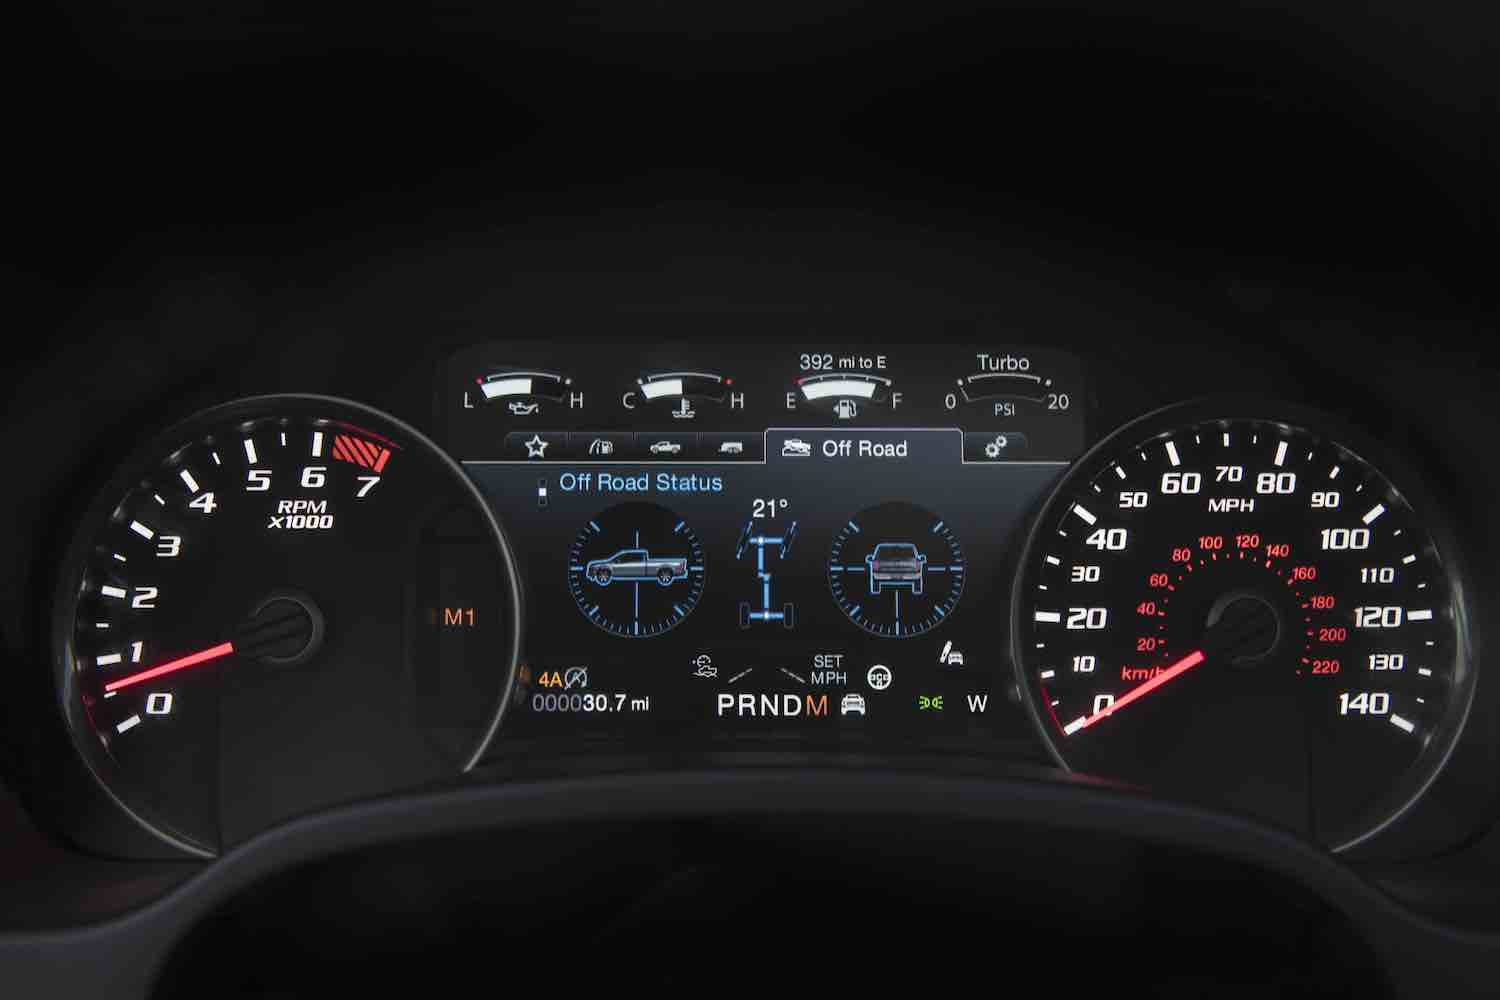 392 mi to E
Turbo
L H
C H
E F
0 PSI 20
Off Road
Off Road Status
21°
0 1 2 3 4 5 6 7
RPM
X1000
M1
4A
000030.7 mi
SET
MPH
PRNDM
W
0 10 20 30 40 50 60 70 80 90 100 110 120 130 140
MPH
20 40 60 80 100 120 140 160 180 200 220
km/h